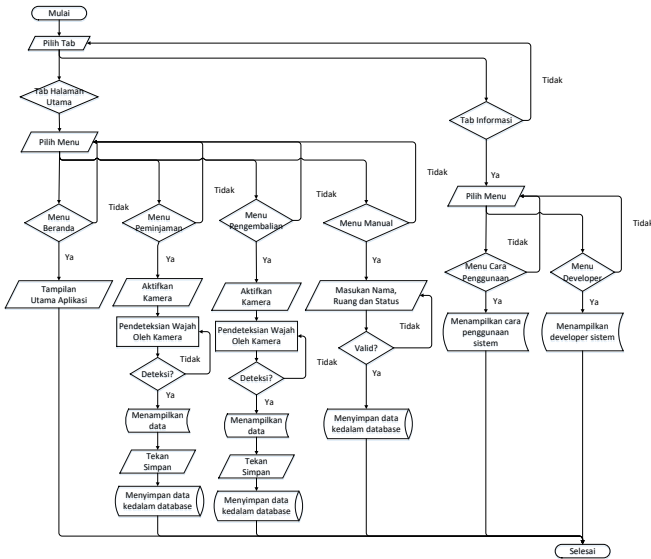 Mulai
Pilih Tab
Tidak
Tab Halaman
Utama
Tab Informasi
Pilih Menu
Tidak
Ya
Tidak
Tidak
Tidak
Tidak
Pilih Menu
Menu
Beranda
Menu
Peminjaman
Menu
Pengembalian
Menu Manual
Tidak
Tidak
Ya
Ya
Ya
Ya
Menu Cara
Penggunaan
Menu
Developer
Tampilan
Utama Aplikasi
Aktifkan
Kamera
Aktifkan
Kamera
Masukan Nama,
Ruang dan Status
Ya
Ya
Pendeteksian Wajah
Oleh Kamera
Pendeteksian Wajah
Oleh Kamera
Tidak
Menampilkan cara
penggunaan
sistem
Menampilkan
developer sistem
Tidak
Valid?
Deteksi?
Tidak
Deteksi?
Ya
Ya
Ya
Menampilkan
data
Menampilkan
data
Menyimpan data
kedalam database
Tekan
Simpan
Tekan
Simpan
Menyimpan data
kedalam database
Menyimpan data
kedalam database
Selesai